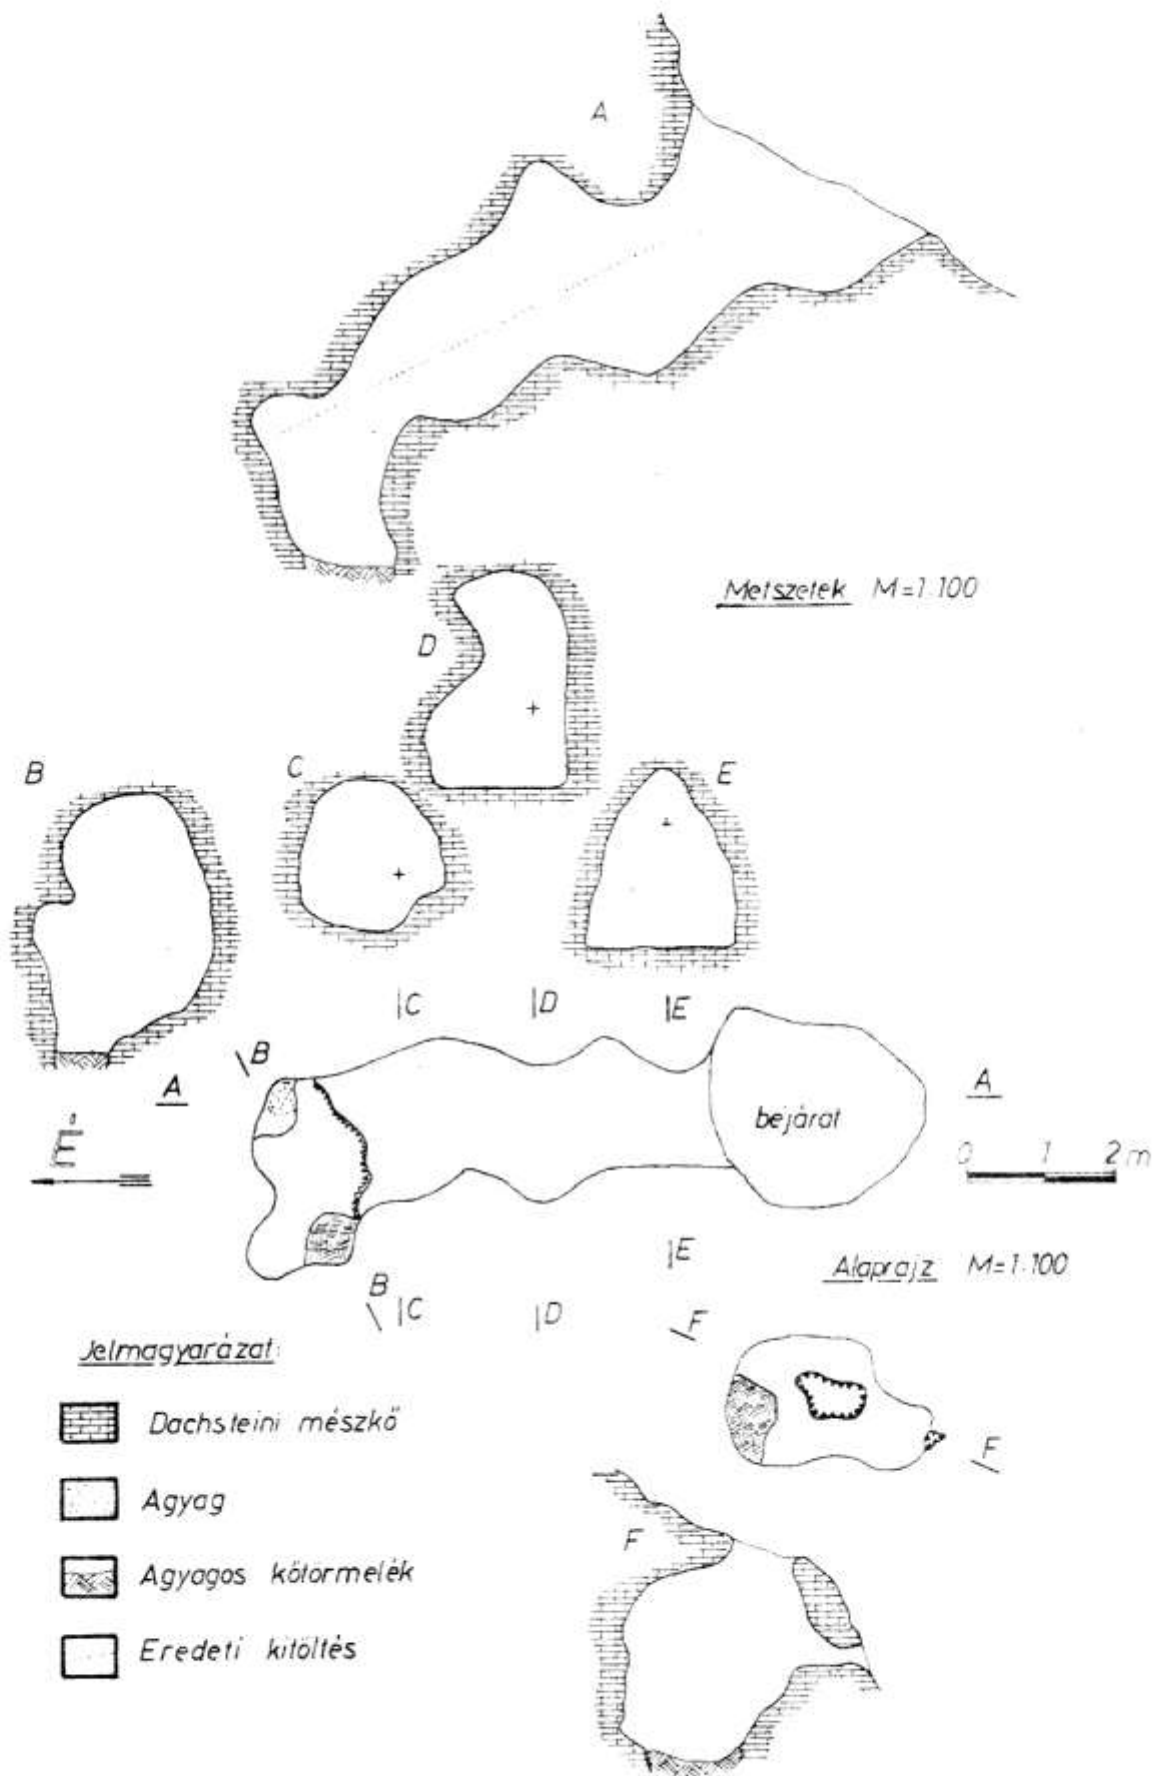 A
Metszetek M=1:100
D
B
C
E
C
D
E
B
A
A
É
bejárat
0 1 2 m
E
Alaprajz M=1:100
B
C
D
F
Jelmagyarázat:
Dachsteini mészkő
F
Agyag
F
Agyagos kőtörmelék
Eredeti kitöltés